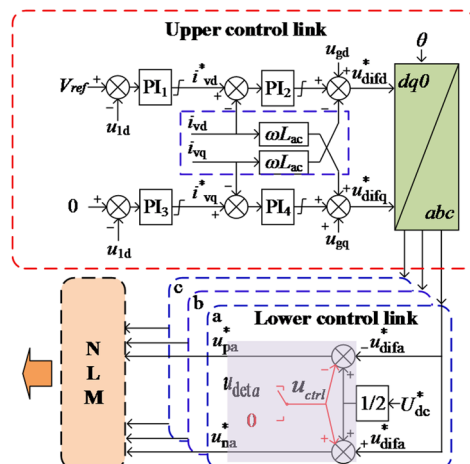 Upper control link
u_gd θ
V_ref + − PI₁ i*_vd + − PI₂ + + − u*_difd dq0
u_1d
i_vd ωL_ac
i_vq ωL_ac
0 + − PI₃ i*_vq − + PI₄ + + + u*_difq abc
u_1d u_gq
c
b
a Lower control link
N L M
u*_pa − + u*_difa
u_deta u_ctrl − 1/2 U*_dc
0
u*_na + + + u*_difa